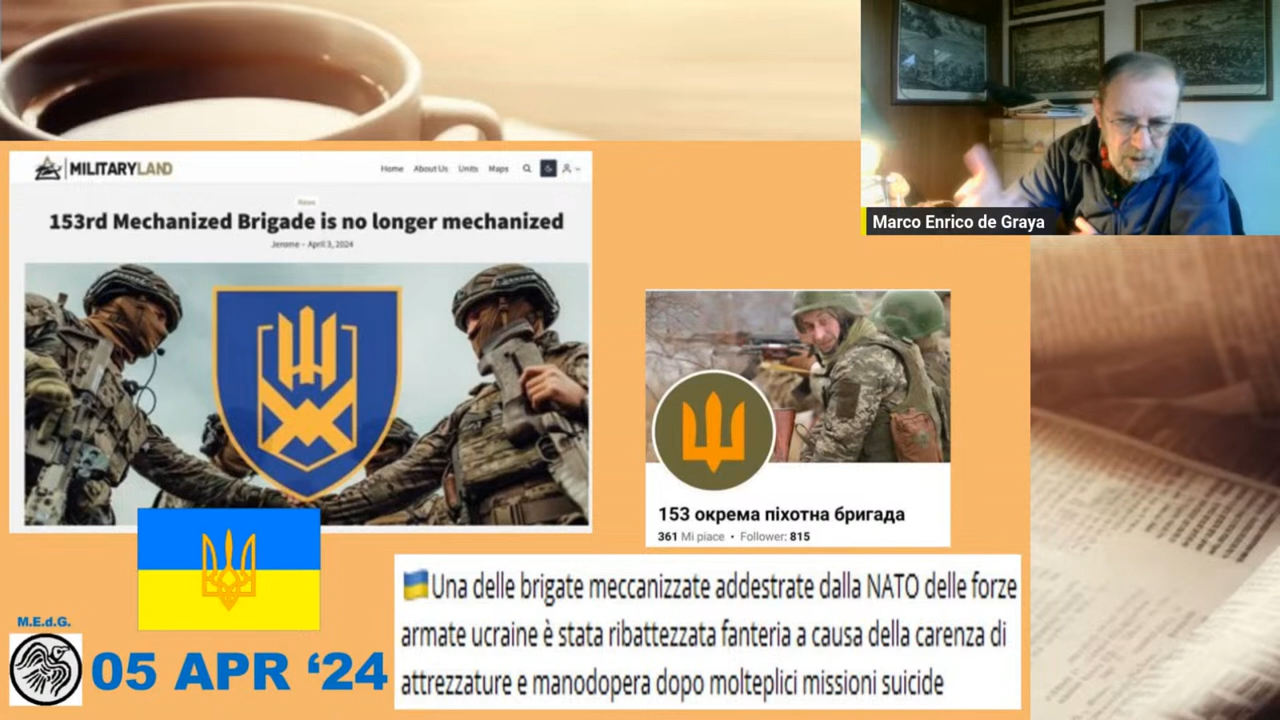 MILITARYLAND
Home About Us Units Maps
News
153rd Mechanized Brigade is no longer mechanized
Jerome – April 3, 2024
Marco Enrico de Graya
153 окрема піхотна бригада
361 Mi piace • Follower: 815
Una delle brigate meccanizzate addestrate dalla NATO delle forze
armate ucraine è stata ribattezzata fanteria a causa della carenza di
attrezzature e manodopera dopo molteplici missioni suicide
M.E.d.G.
05 APR ‘24